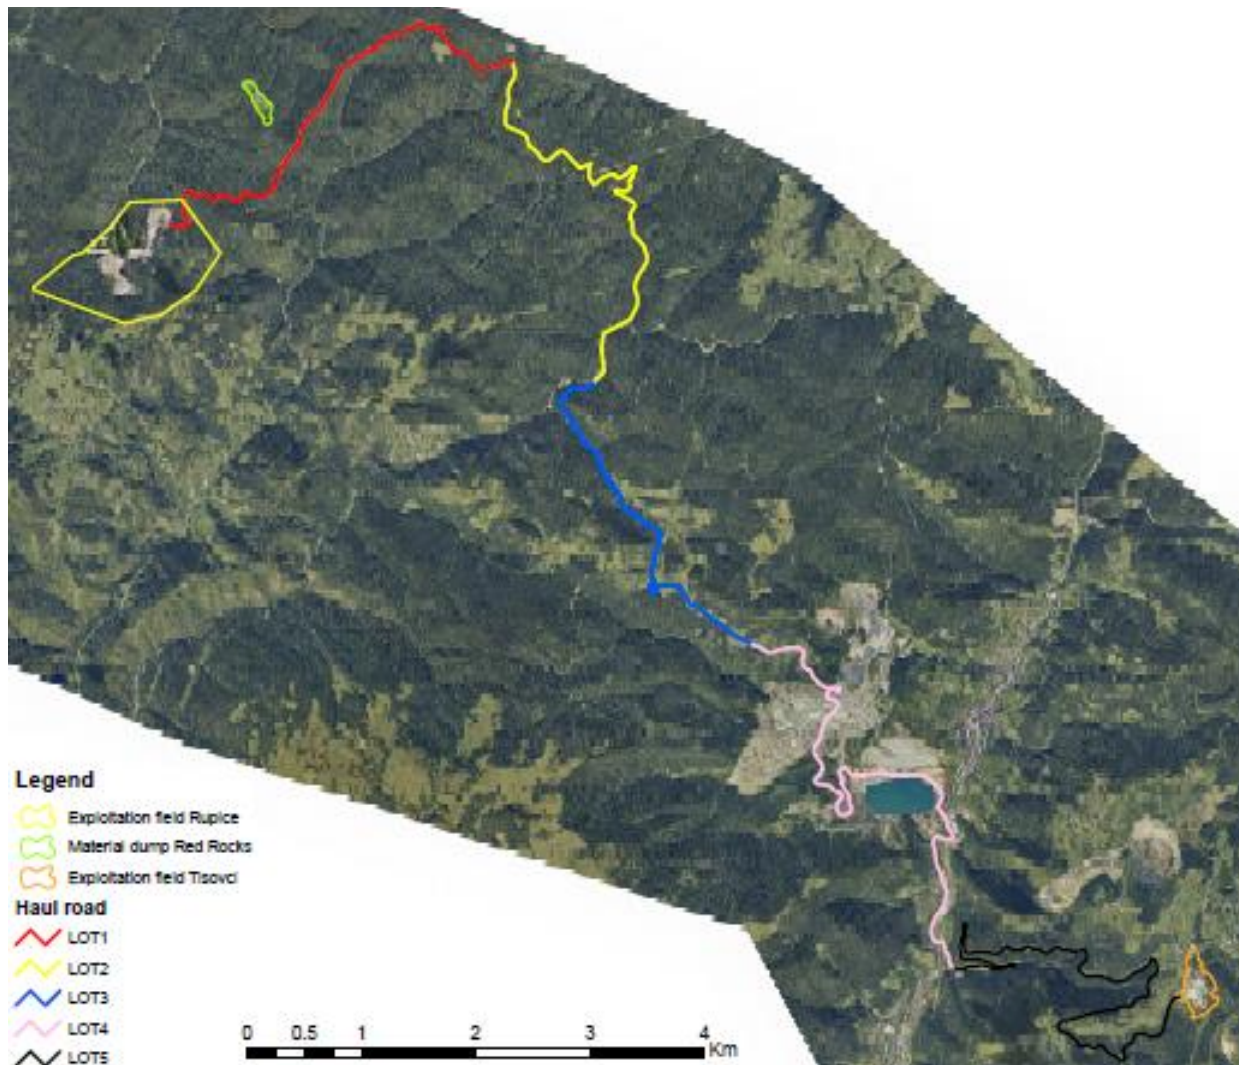 Legend
Exploitation field Rupice
Material dump Red Rocks
Exploitation field Tisovci
Haul road
LOT1
LOT2
LOT3
LOT4
LOT5
0 0.5 1 2 3 4
Km